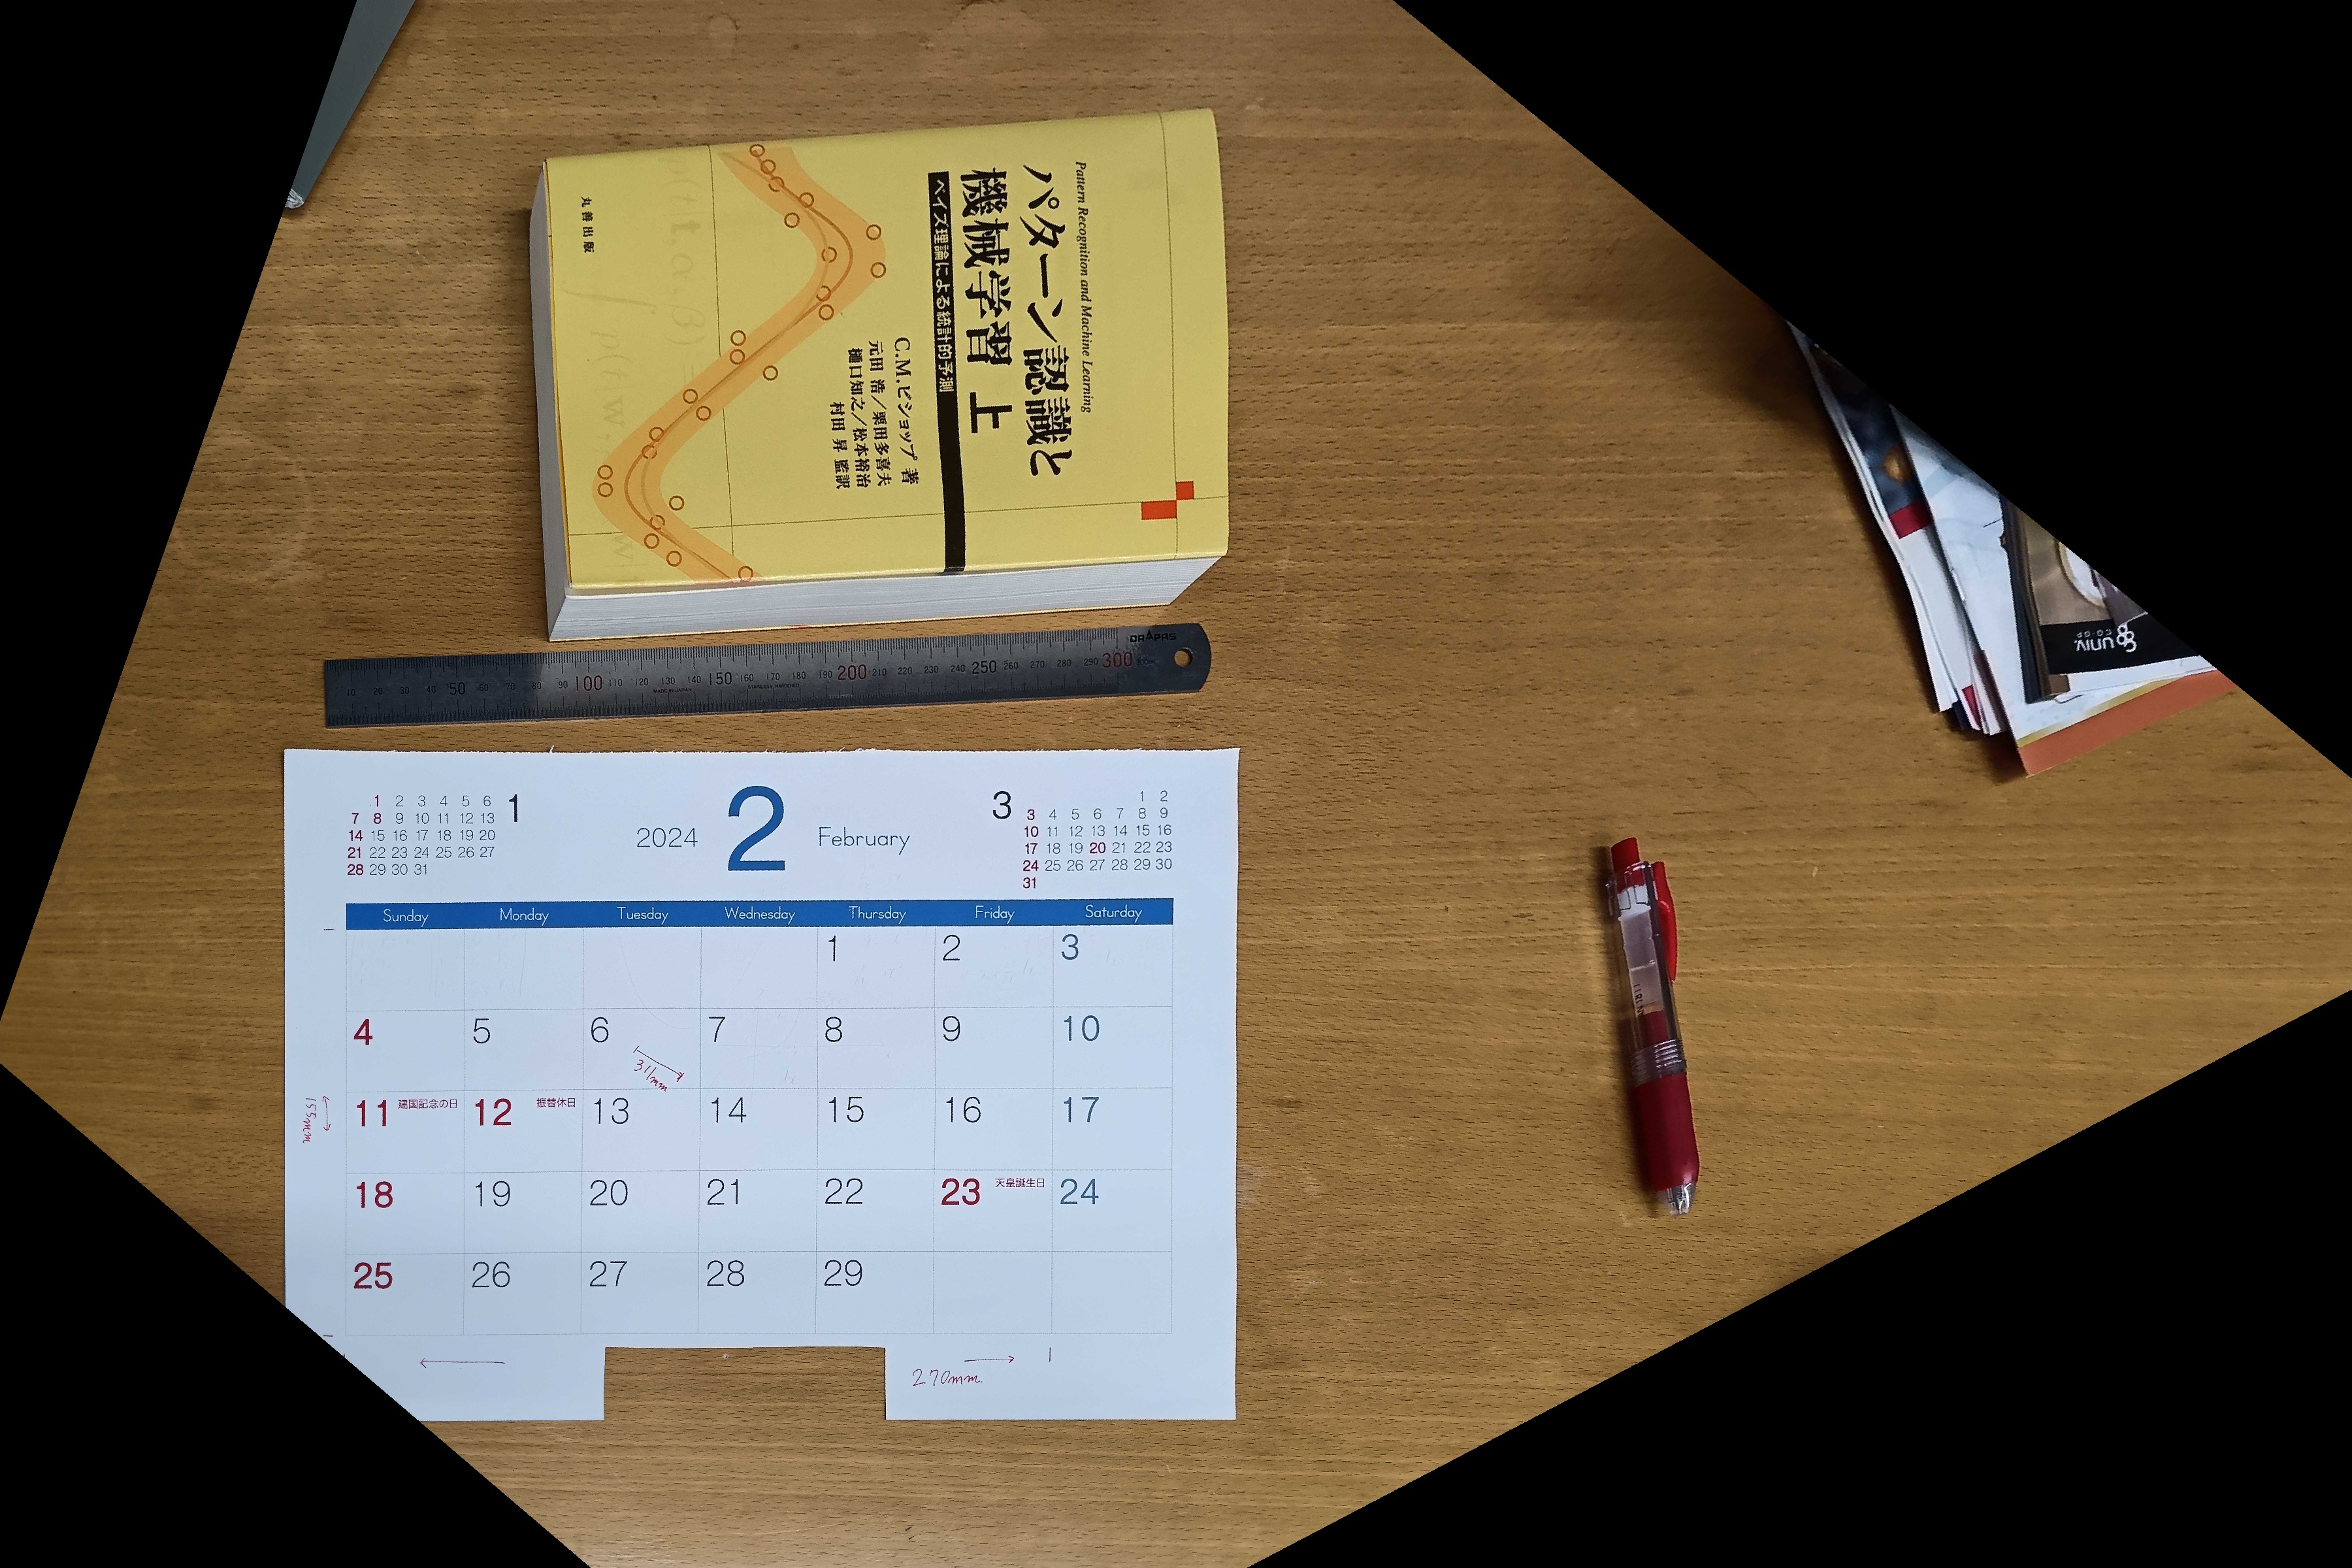 Pattern Recognition and Machine Learning
パターン認識と
機械学習 上
ベイズ理論による統計的予測
C.M.ビショップ 著
元田 浩／栗田多喜夫
樋口知之／松本裕治
村田 昇 監訳
丸善出版
DRAPAS
10 20 30 40 50 60 70 80 90 100 110 120 130 140 150 160 170 180 190 200 210 220 230 240 250 260 270 280 290 300
MADE IN JAPAN
STAINLESS HARDENED
UNIV.
CO-OP
1
1 2 3 4 5 6
7 8 9 10 11 12 13
14 15 16 17 18 19 20
21 22 23 24 25 26 27
28 29 30 31
2024 2 February
3
1 2
3 4 5 6 7 8 9
10 11 12 13 14 15 16
17 18 19 20 21 22 23
24 25 26 27 28 29 30
31
Sunday Monday Tuesday Wednesday Thursday Friday Saturday
1 2 3
4 5 6 7 8 9 10
311mm
11 建国記念の日 12 振替休日 13 14 15 16 17
155mm
18 19 20 21 22 23 天皇誕生日 24
25 26 27 28 29
270mm